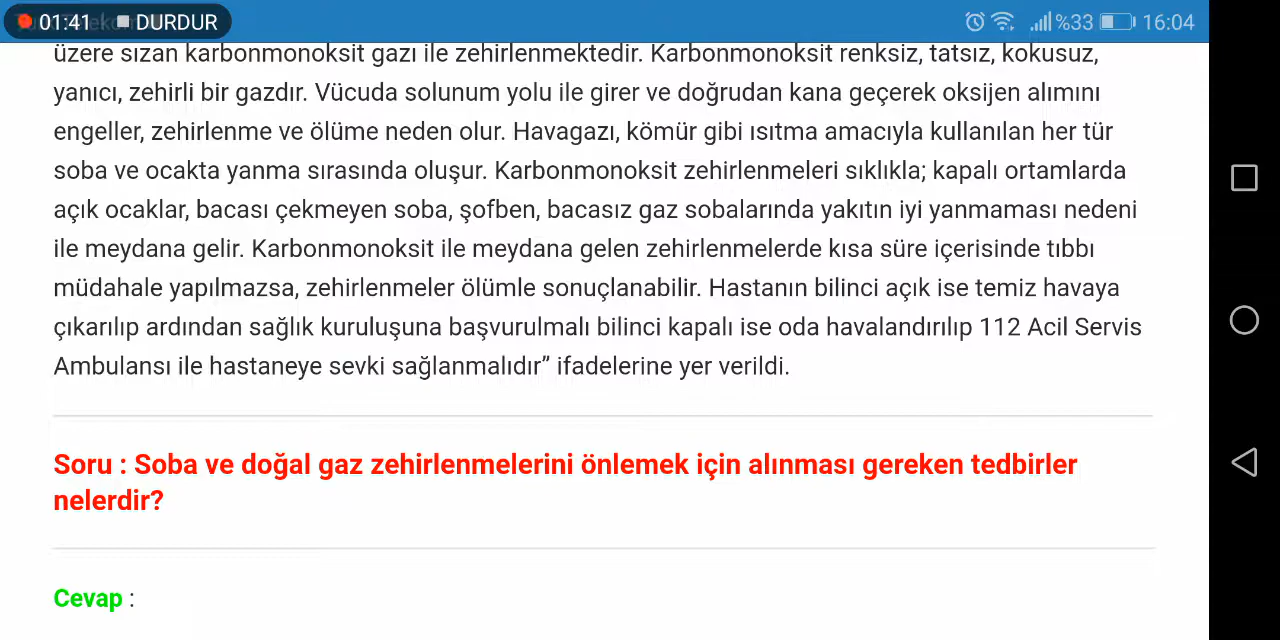 01:41 DURDUR %33 16:04
üzere sızan karbonmonoksit gazı ile zehirlenmektedir. Karbonmonoksit renksiz, tatsız, kokusuz,
yanıcı, zehirli bir gazdır. Vücuda solunum yolu ile girer ve doğrudan kana geçerek oksijen alımını
engeller, zehirlenme ve ölüme neden olur. Havagazı, kömür gibi ısıtma amacıyla kullanılan her tür
soba ve ocakta yanma sırasında oluşur. Karbonmonoksit zehirlenmeleri sıklıkla; kapalı ortamlarda
açık ocaklar, bacası çekmeyen soba, şofben, bacasız gaz sobalarında yakıtın iyi yanmaması nedeni
ile meydana gelir. Karbonmonoksit ile meydana gelen zehirlenmelerde kısa süre içerisinde tıbbı
müdahale yapılmazsa, zehirlenmeler ölümle sonuçlanabilir. Hastanın bilinci açık ise temiz havaya
çıkarılıp ardından sağlık kuruluşuna başvurulmalı bilinci kapalı ise oda havalandırılıp 112 Acil Servis
Ambulansı ile hastaneye sevki sağlanmalıdır” ifadelerine yer verildi.
Soru : Soba ve doğal gaz zehirlenmelerini önlemek için alınması gereken tedbirler
nelerdir?
Cevap :